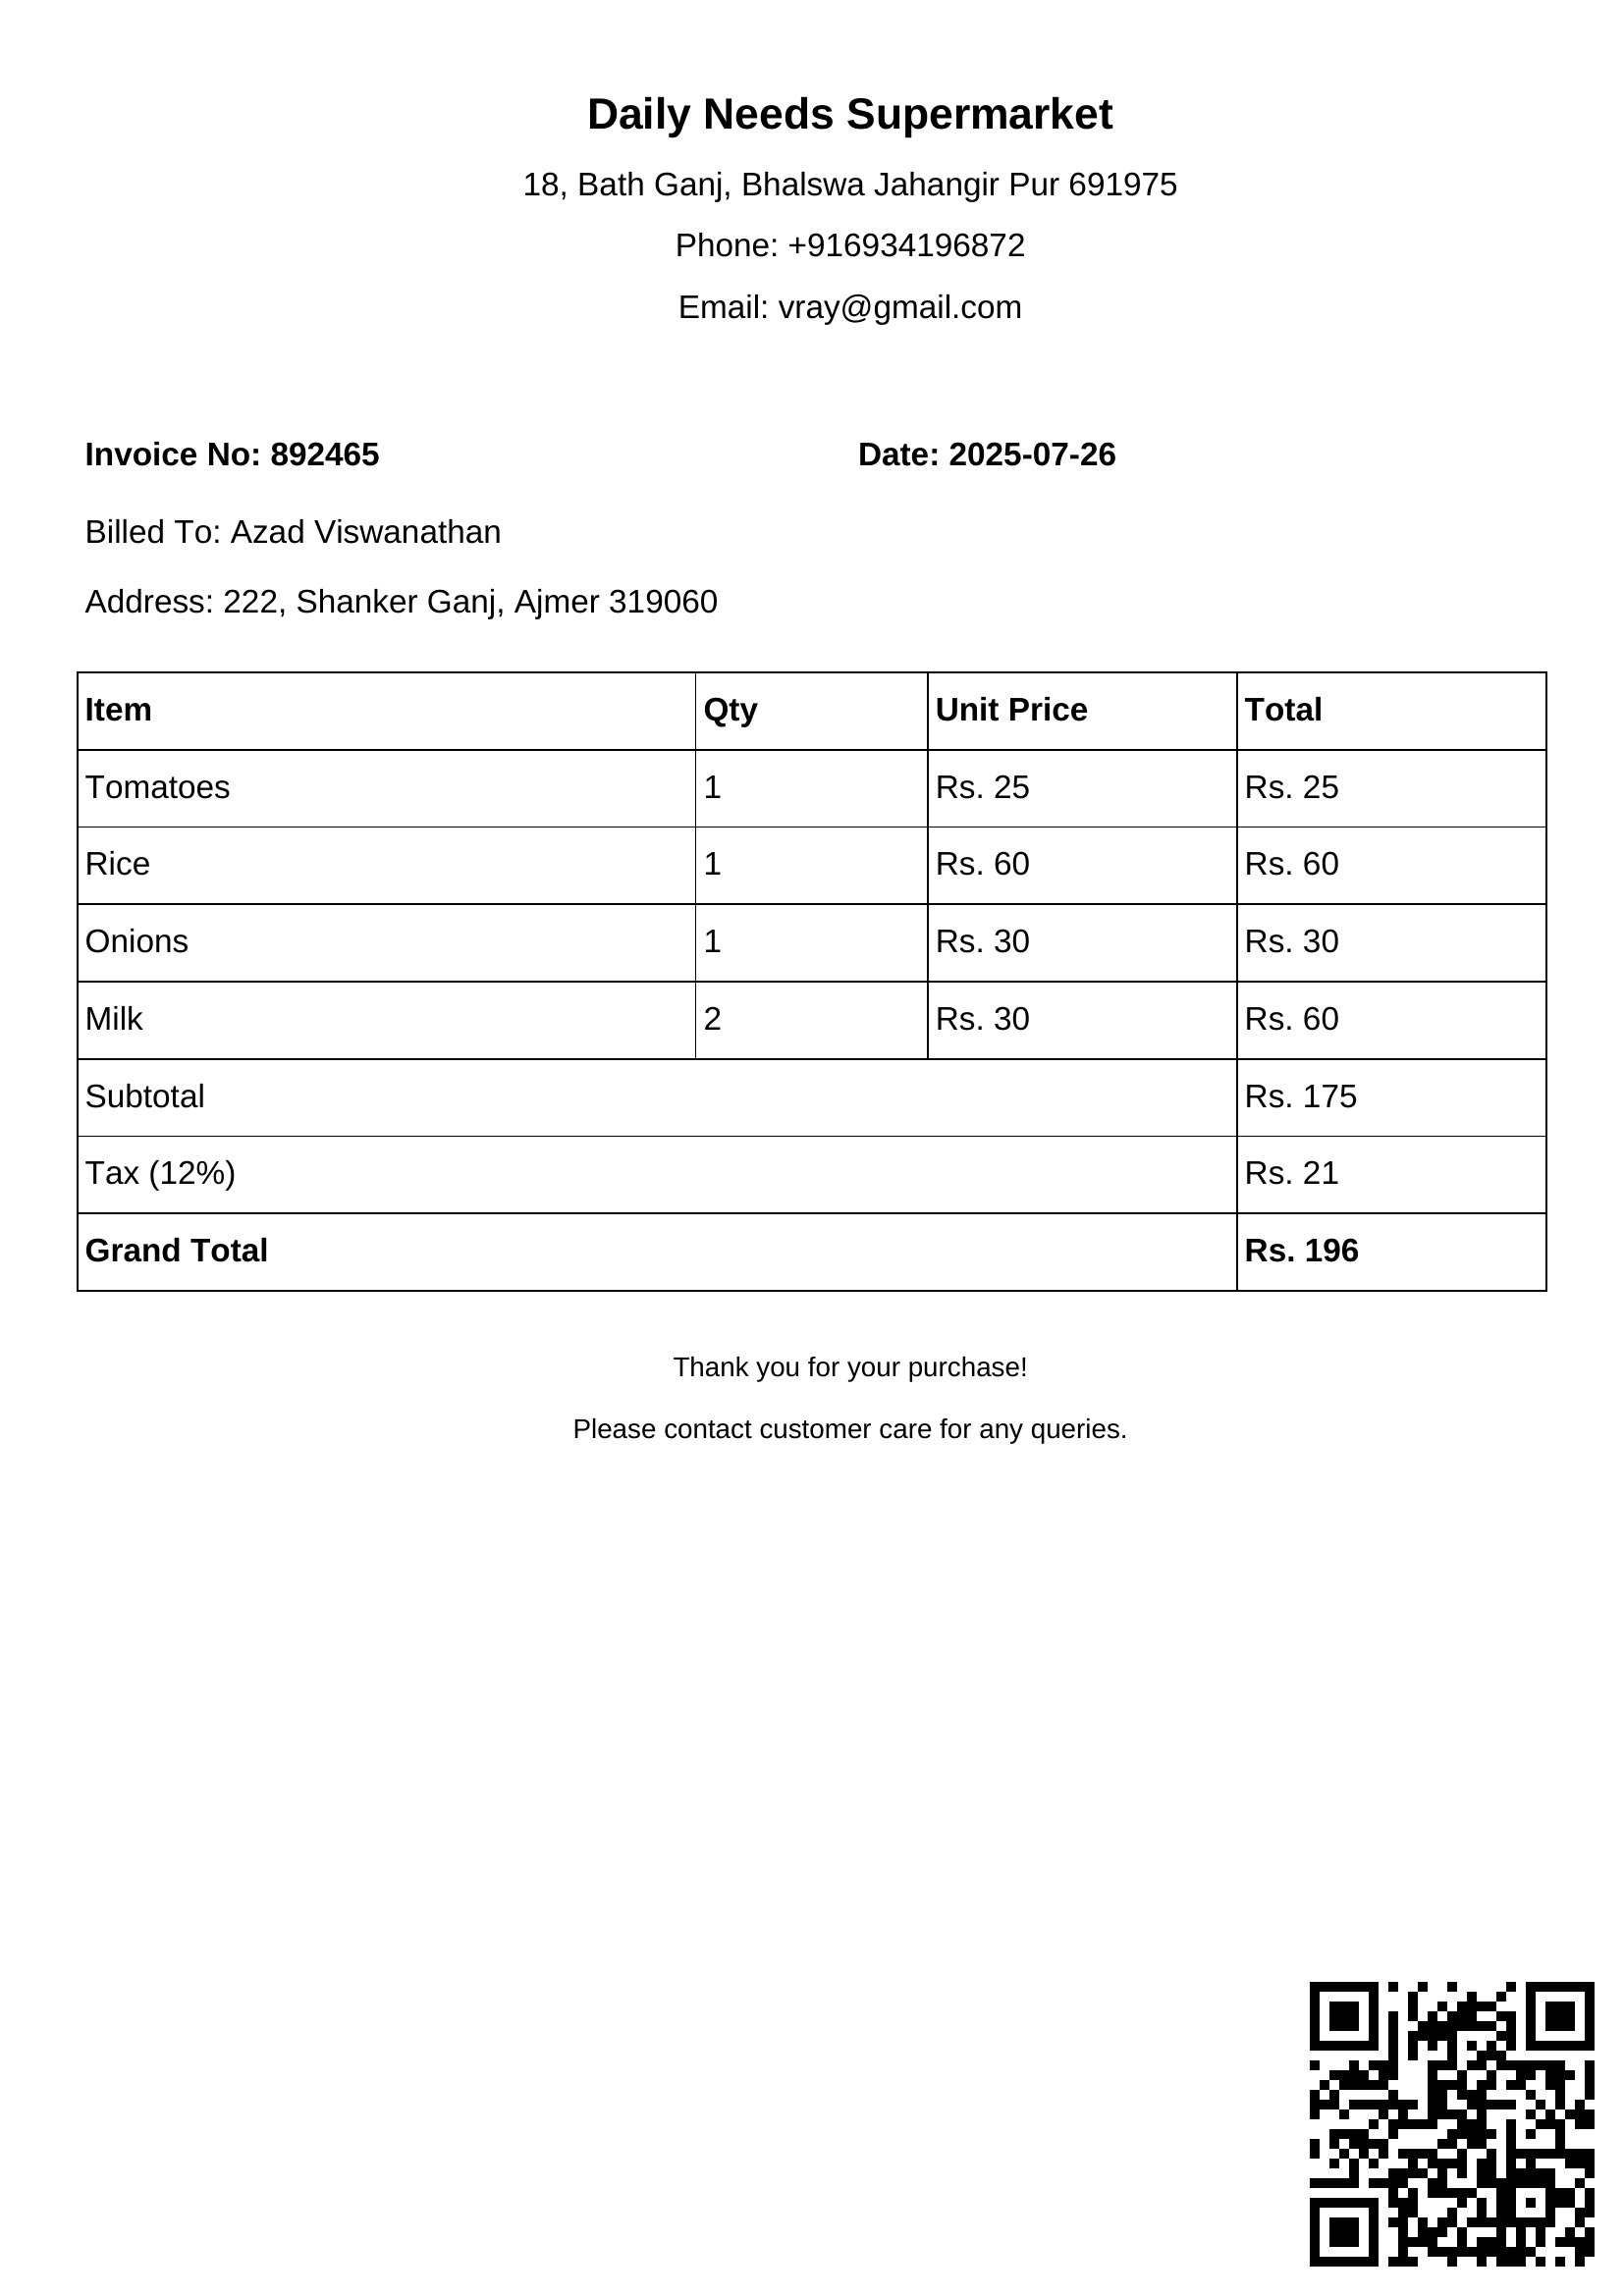 Daily Needs Supermarket
18, Bath Ganj, Bhalswa Jahangir Pur 691975
Phone: +916934196872
Email: vray@gmail.com
Invoice No: 892465 Date: 2025-07-26
Billed To: Azad Viswanathan
Address: 222, Shanker Ganj, Ajmer 319060
Item Qty Unit Price Total
Tomatoes 1 Rs. 25 Rs. 25
Rice 1 Rs. 60 Rs. 60
Onions 1 Rs. 30 Rs. 30
Milk 2 Rs. 30 Rs. 60
Subtotal Rs. 175
Tax (12%) Rs. 21
Grand Total Rs. 196
Thank you for your purchase!
Please contact customer care for any queries.